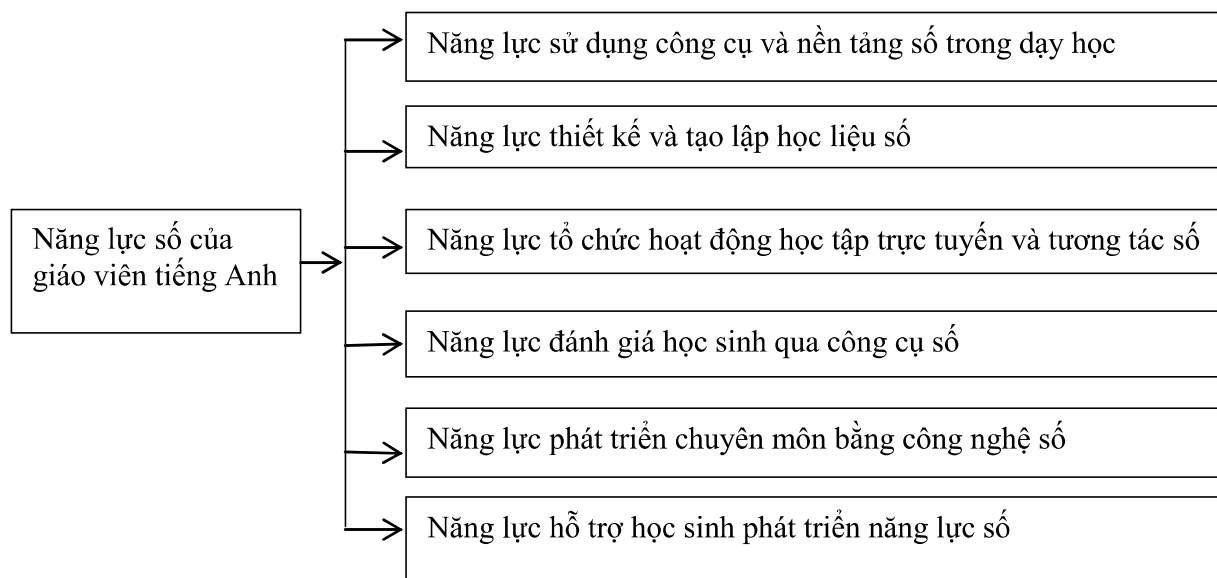 Năng lực sử dụng công cụ và nền tảng số trong dạy học
Năng lực thiết kế và tạo lập học liệu số
Năng lực số của
giáo viên tiếng Anh
Năng lực tổ chức hoạt động học tập trực tuyến và tương tác số
Năng lực đánh giá học sinh qua công cụ số
Năng lực phát triển chuyên môn bằng công nghệ số
Năng lực hỗ trợ học sinh phát triển năng lực số